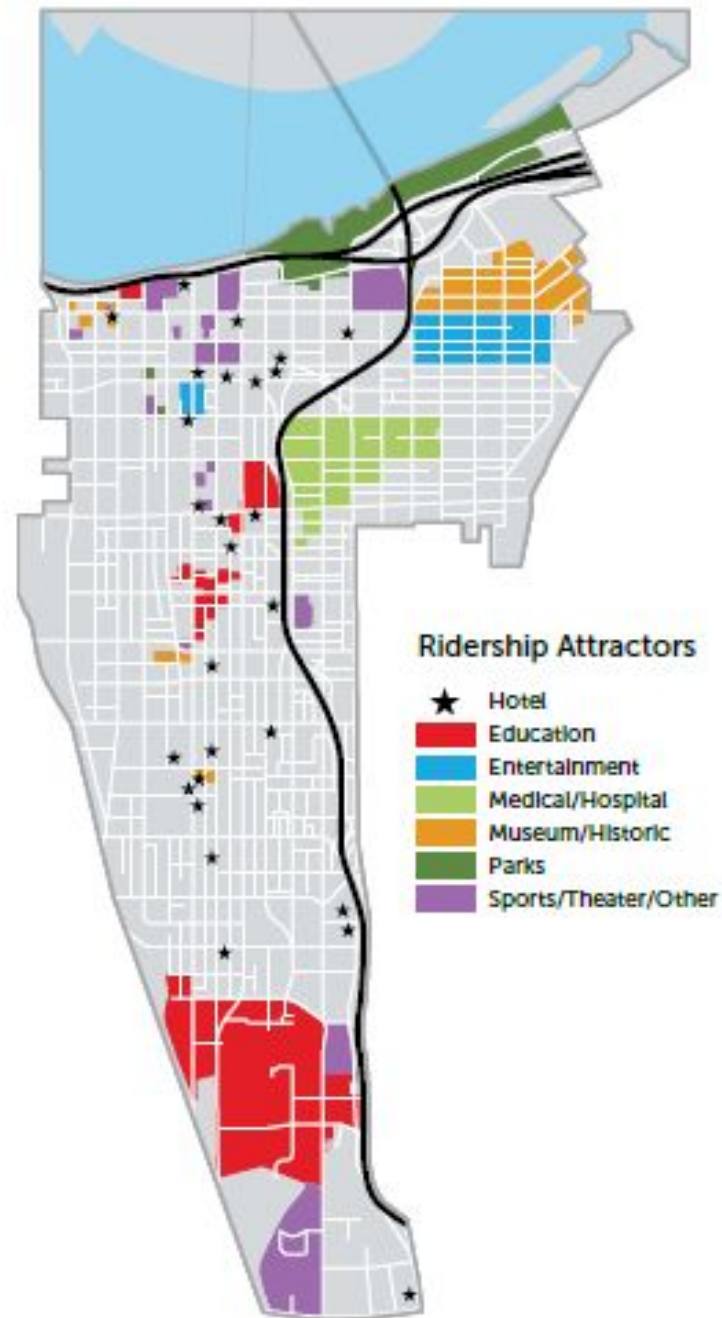 Ridership Attractors
Hotel
Education
Entertainment
Medical/Hospital
Museum/Historic
Parks
Sports/Theater/Other